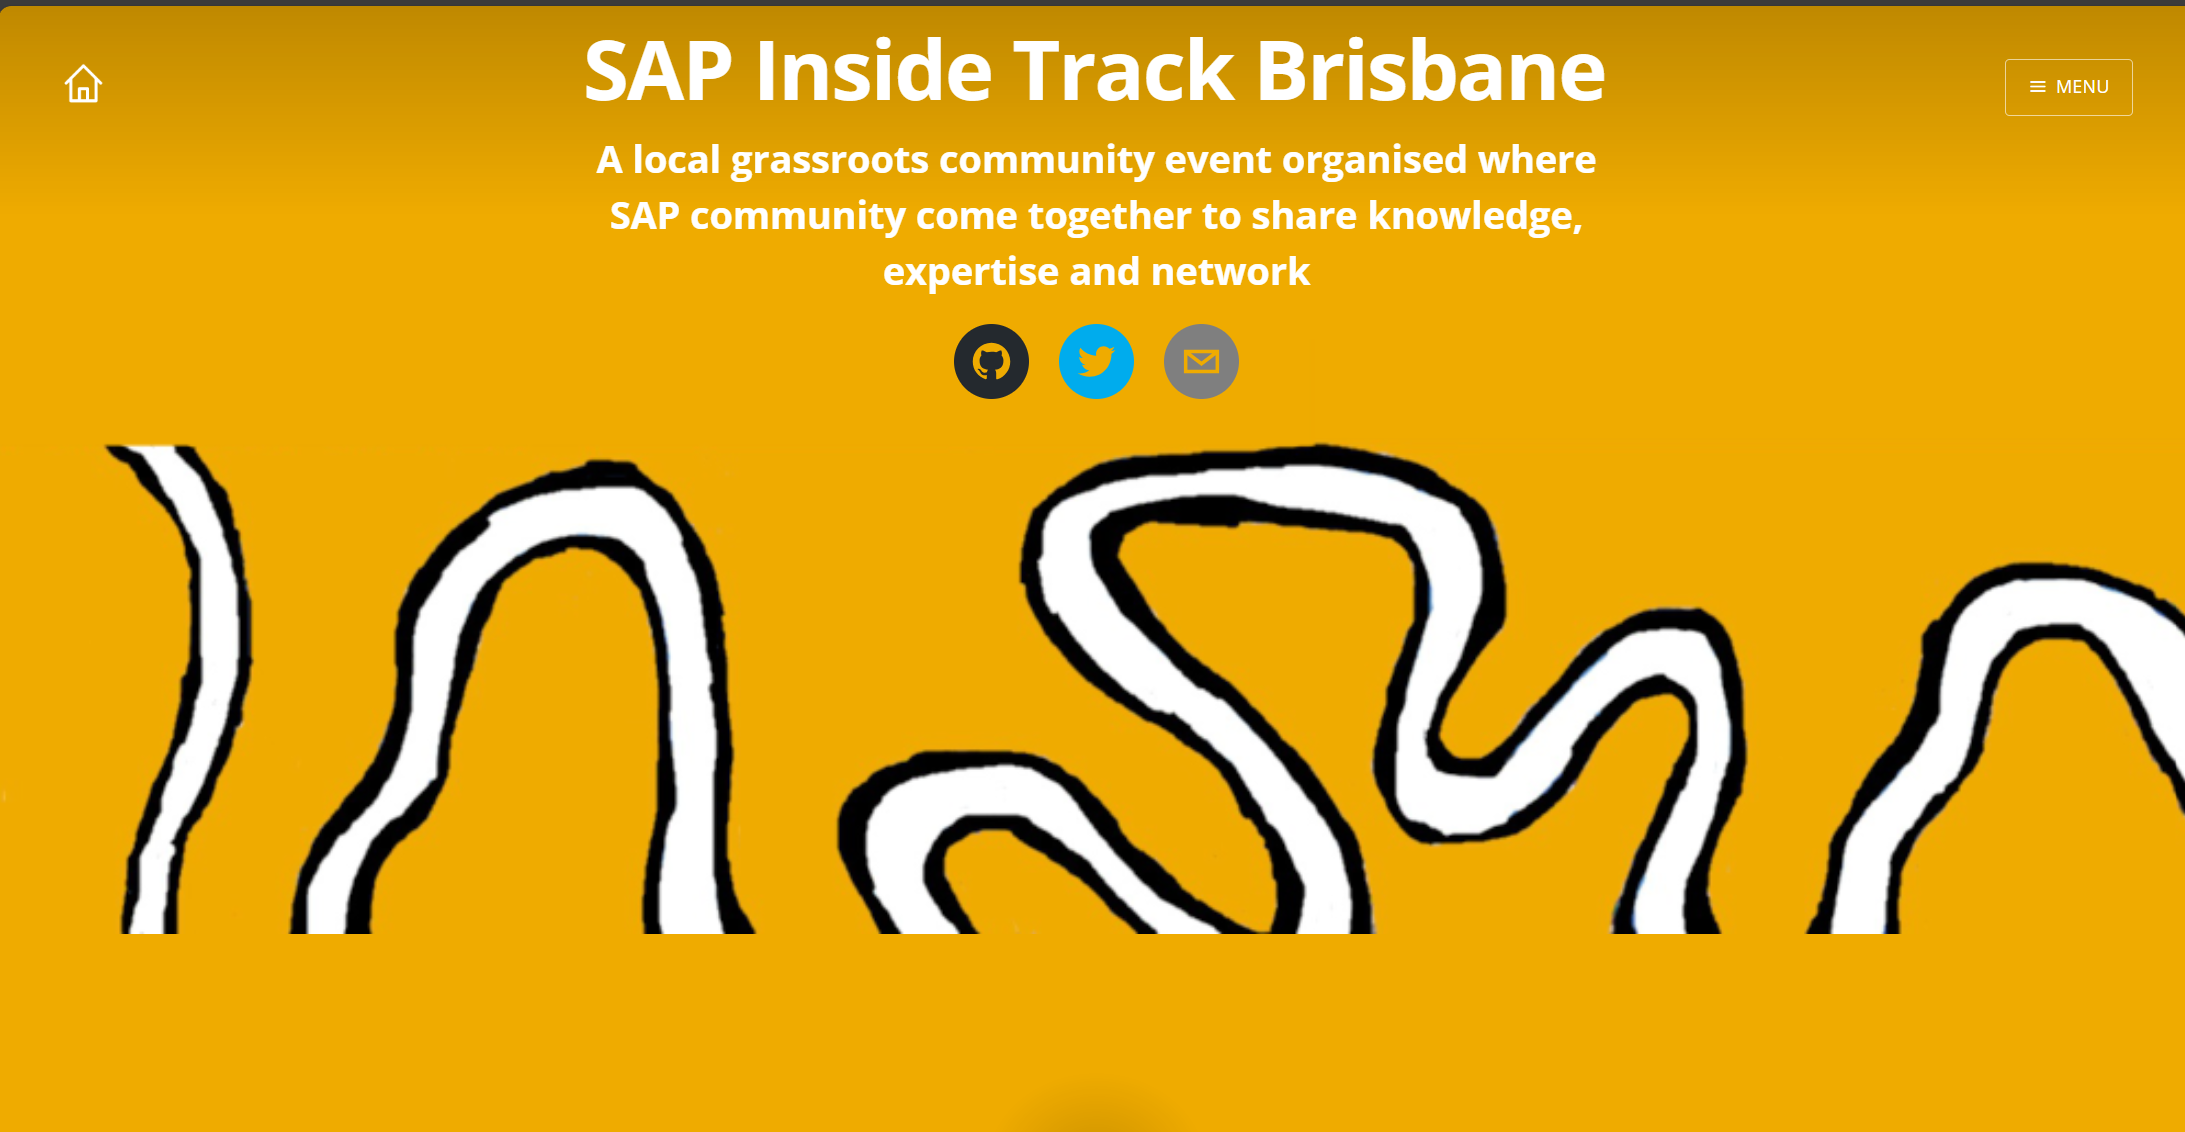 SAP Inside Track Brisbane
MENU
A local grassroots community event organised where
SAP community come together to share knowledge,
expertise and network